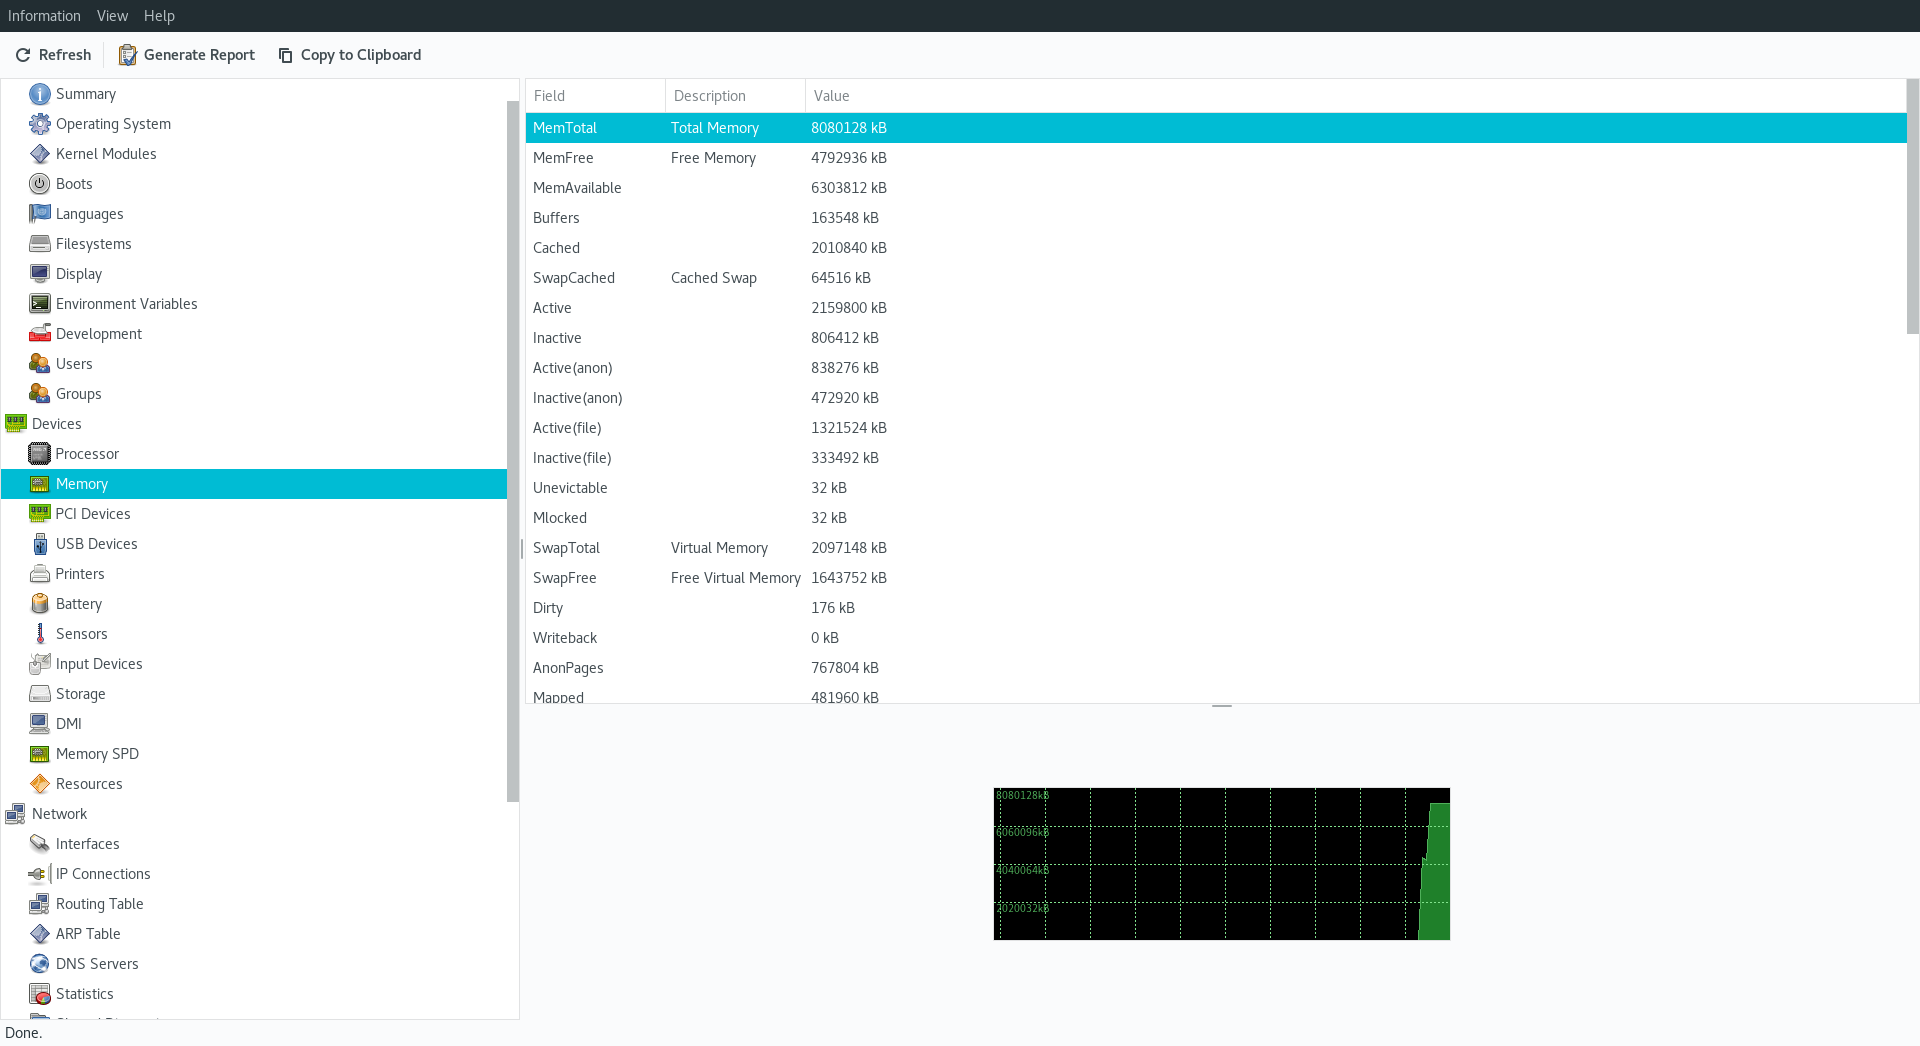 Information View Help
Refresh Generate Report Copy to Clipboard
Summary
Operating System
Kernel Modules
Boots
Languages
Filesystems
Display
Environment Variables
Development
Users
Groups
Devices
Processor
Memory
PCI Devices
USB Devices
Printers
Battery
Sensors
Input Devices
Storage
DMI
Memory SPD
Resources
Network
Interfaces
IP Connections
Routing Table
ARP Table
DNS Servers
Statistics
Field Description Value
MemTotal Total Memory 8080128 kB
MemFree Free Memory 4792936 kB
MemAvailable 6303812 kB
Buffers 163548 kB
Cached 2010840 kB
SwapCached Cached Swap 64516 kB
Active 2159800 kB
Inactive 806412 kB
Active(anon) 838276 kB
Inactive(anon) 472920 kB
Active(file) 1321524 kB
Inactive(file) 333492 kB
Unevictable 32 kB
Mlocked 32 kB
SwapTotal Virtual Memory 2097148 kB
SwapFree Free Virtual Memory 1643752 kB
Dirty 176 kB
Writeback 0 kB
AnonPages 767804 kB
Mapped 481960 kB
8080128kB
6060096kB
4040064kB
2020032kB
Done.